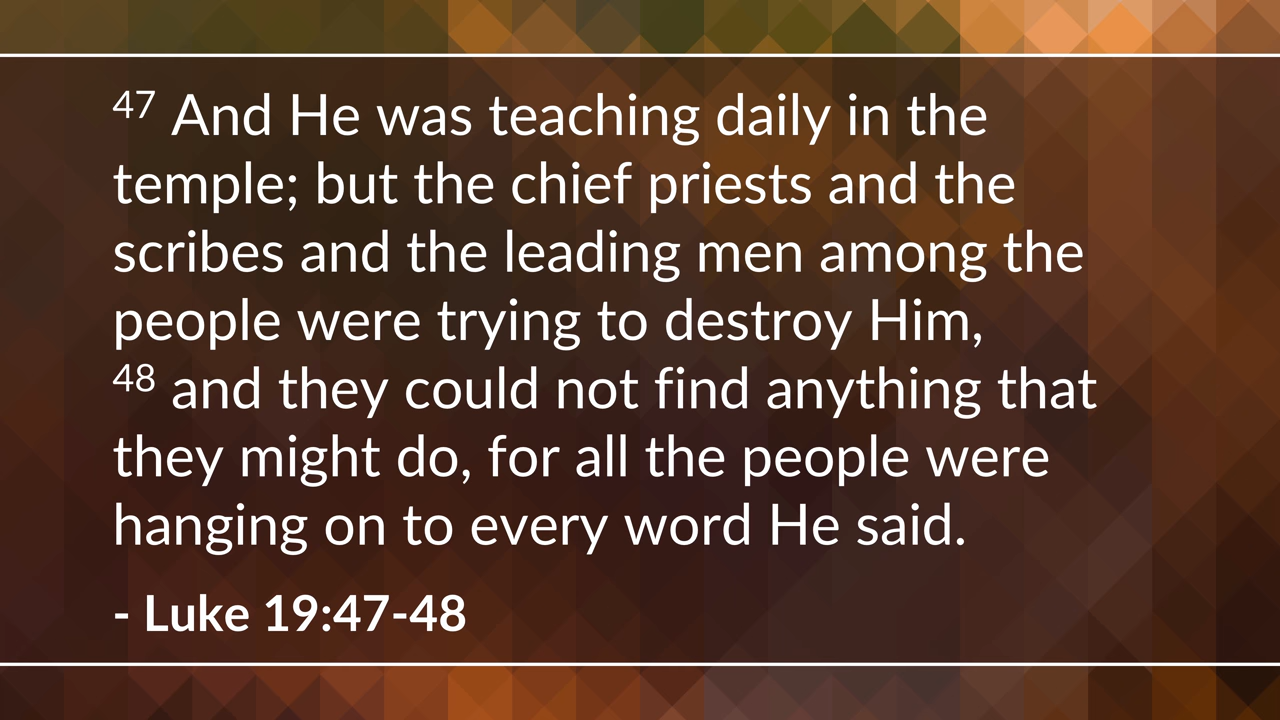 47 And He was teaching daily in the
temple; but the chief priests and the
scribes and the leading men among the
people were trying to destroy Him,
48 and they could not find anything that
they might do, for all the people were
hanging on to every word He said.
- Luke 19:47-48